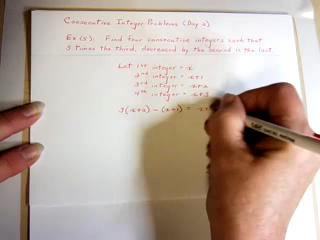 Consecutive Integer Problems (Day 2)
Ex (5): Find four consecutive integers such that
3 times the third, decreased by the second is the last.
Let 1st integer = x
2nd integer = x+1
3rd integer = x+2
4th integer = x+3
3(x+2) - (x+1) = x+